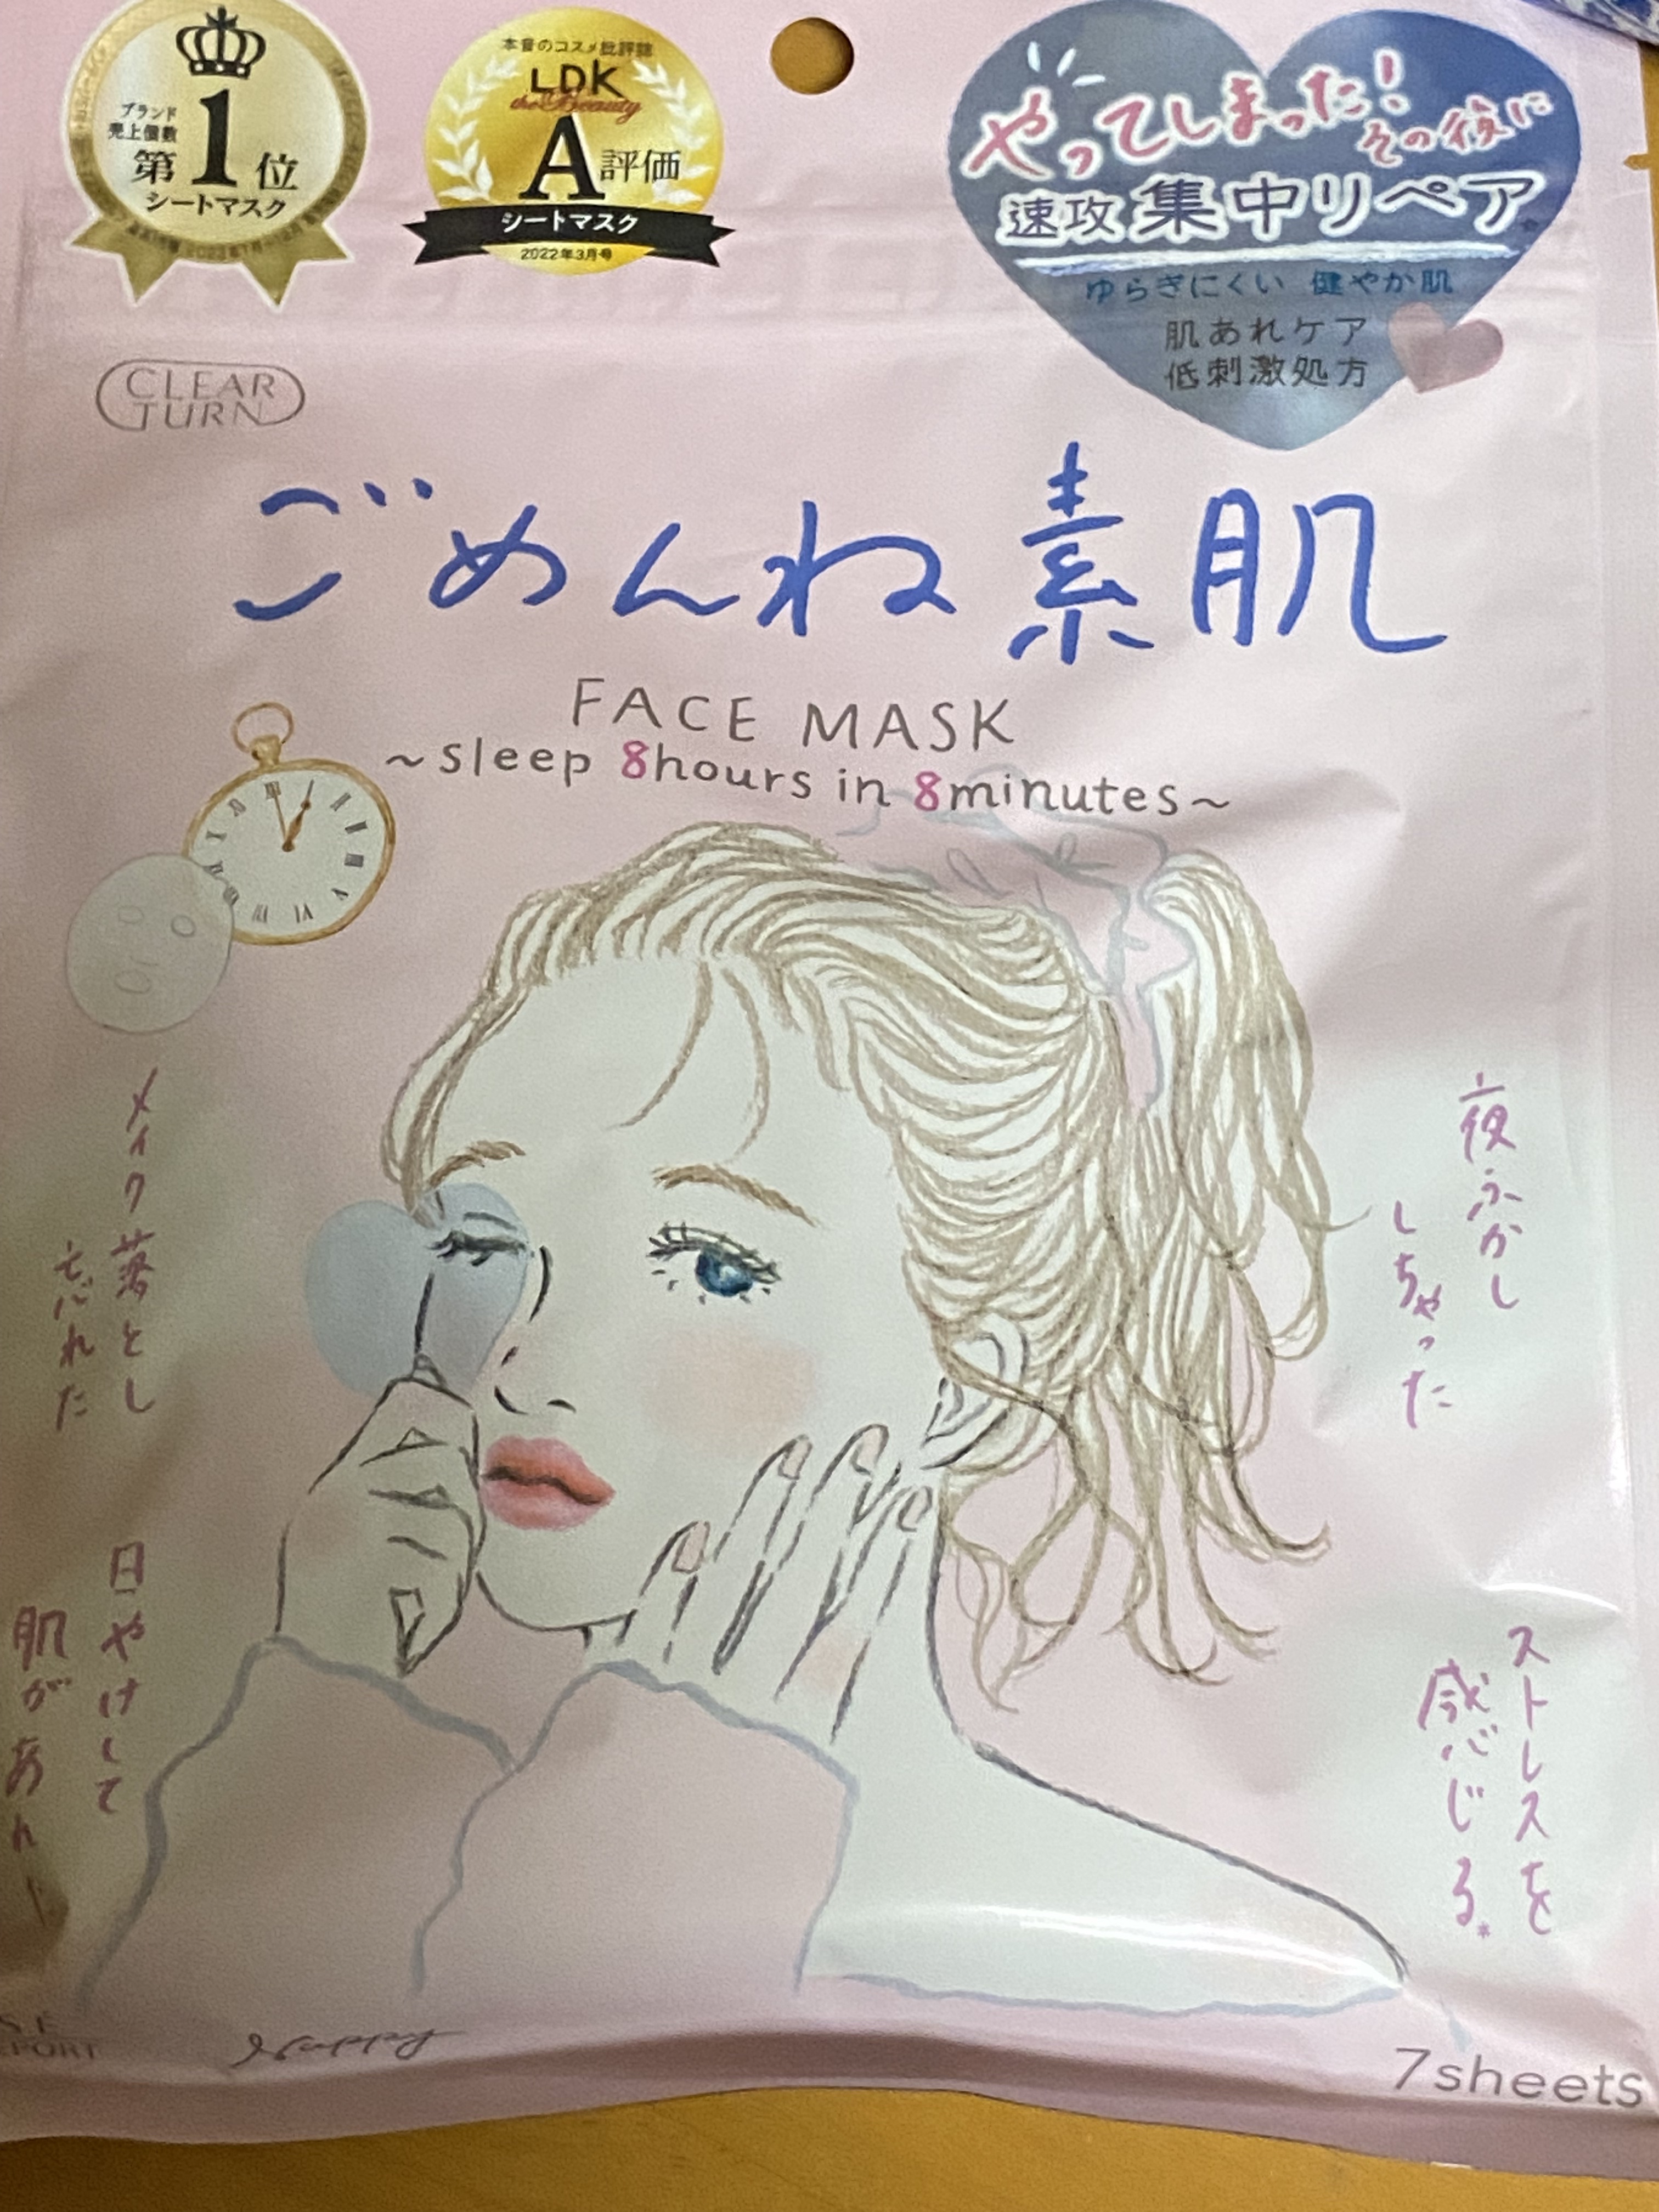 ブランド
売上個数
第1位
シートマスク
本音のコスメ批評誌
LDK
the Beauty
A評価
シートマスク
2022年3月号
やってしまった!
その夜に
速攻 集中リペア
ゆらぎにくい 健やか肌
肌あれケア
低刺激処方
CLEAR
TURN
ごめんね素肌
FACE MASK
~sleep 8hours in 8minutes~
メイク落とし
忘れた
夜ふかし
しちゃった
日やけして
肌があれ
ストレスを
感じる*
7sheets